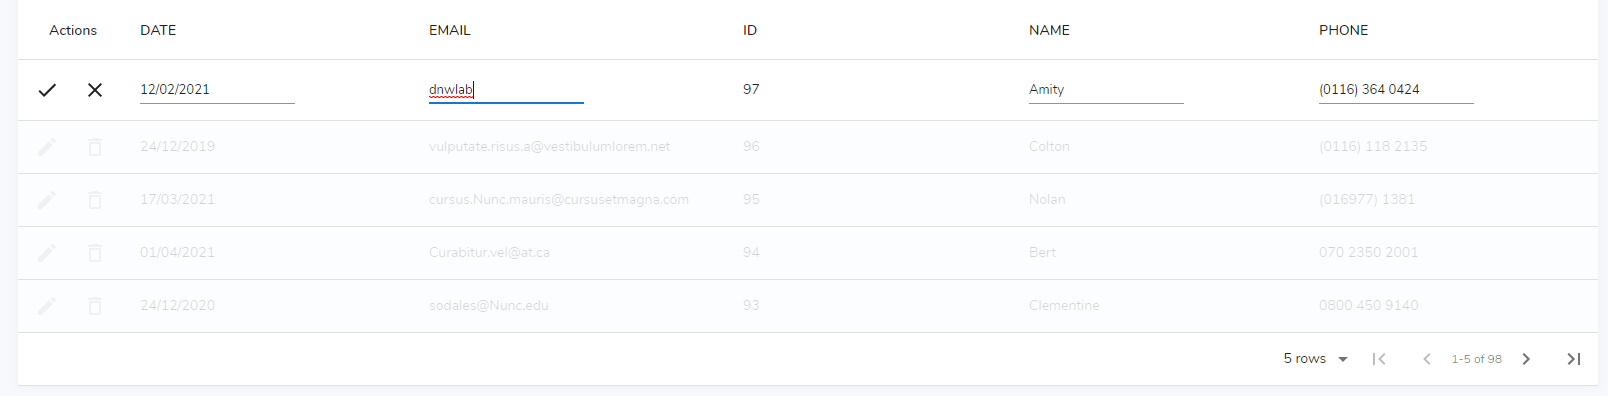 Actions DATE EMAIL ID NAME PHONE
12/02/2021 dnwlab 97 Amity (0116) 364 0424
24/12/2019 vulputate.risus.a@vestibulumlorem.net 96 Colton (0116) 118 2135
17/03/2021 cursus.Nunc.mauris@cursusetmagna.com 95 Nolan (016977) 1381
01/04/2021 Curabitur.vel@at.ca 94 Bert 070 2350 2001
24/12/2020 sodales@Nunc.edu 93 Clementine 0800 450 9140
5 rows 1-5 of 98